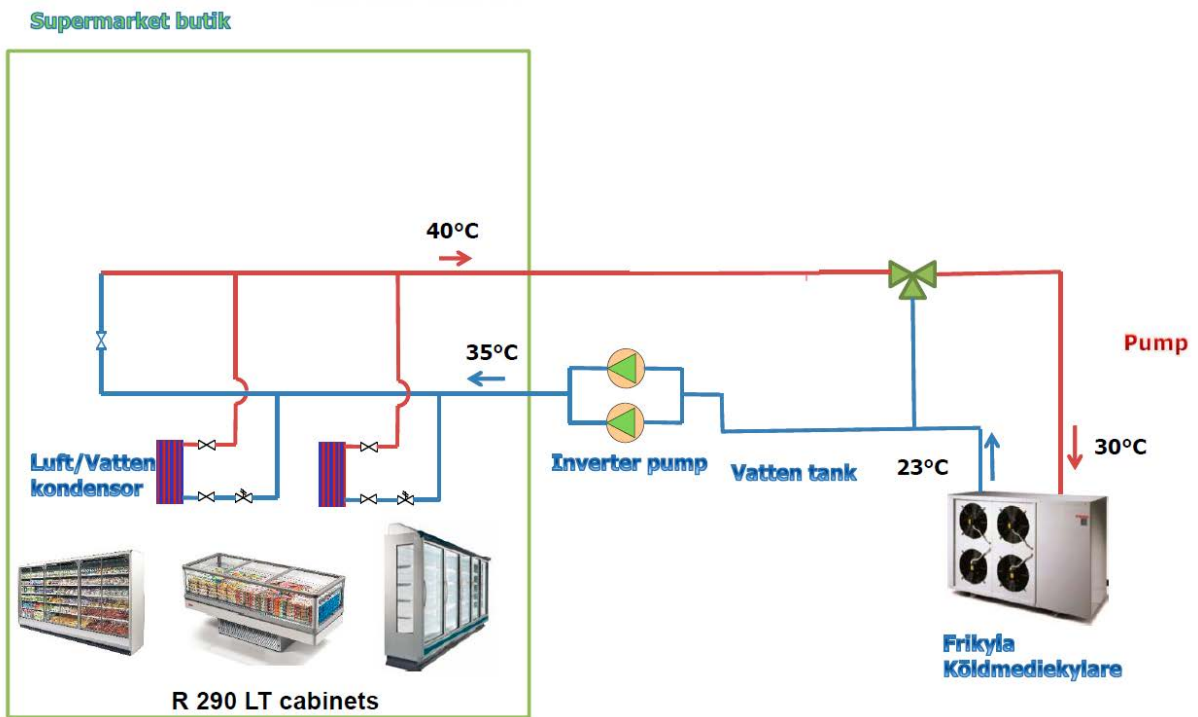 Supermarket butik
40°C
35°C
Pump
30°C
Luft/Vatten
kondensor
Inverter pump
Vatten tank
23°C
Frikyla
Köldmediekylare
R 290 LT cabinets